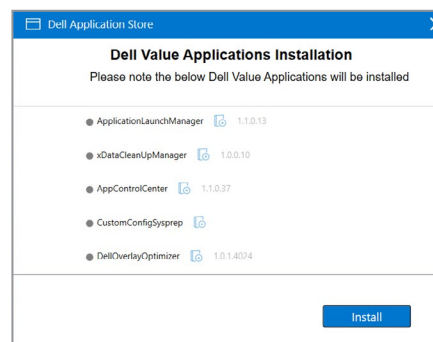 Dell Application Store
Dell Value Applications Installation
Please note the below Dell Value Applications will be installed
ApplicationLaunchManager 1.1.0.13
xDataCleanUpManager 1.0.0.10
AppControlCenter 1.1.0.37
CustomConfigSysprep
DellOverlayOptimizer 1.0.1.4024
Install